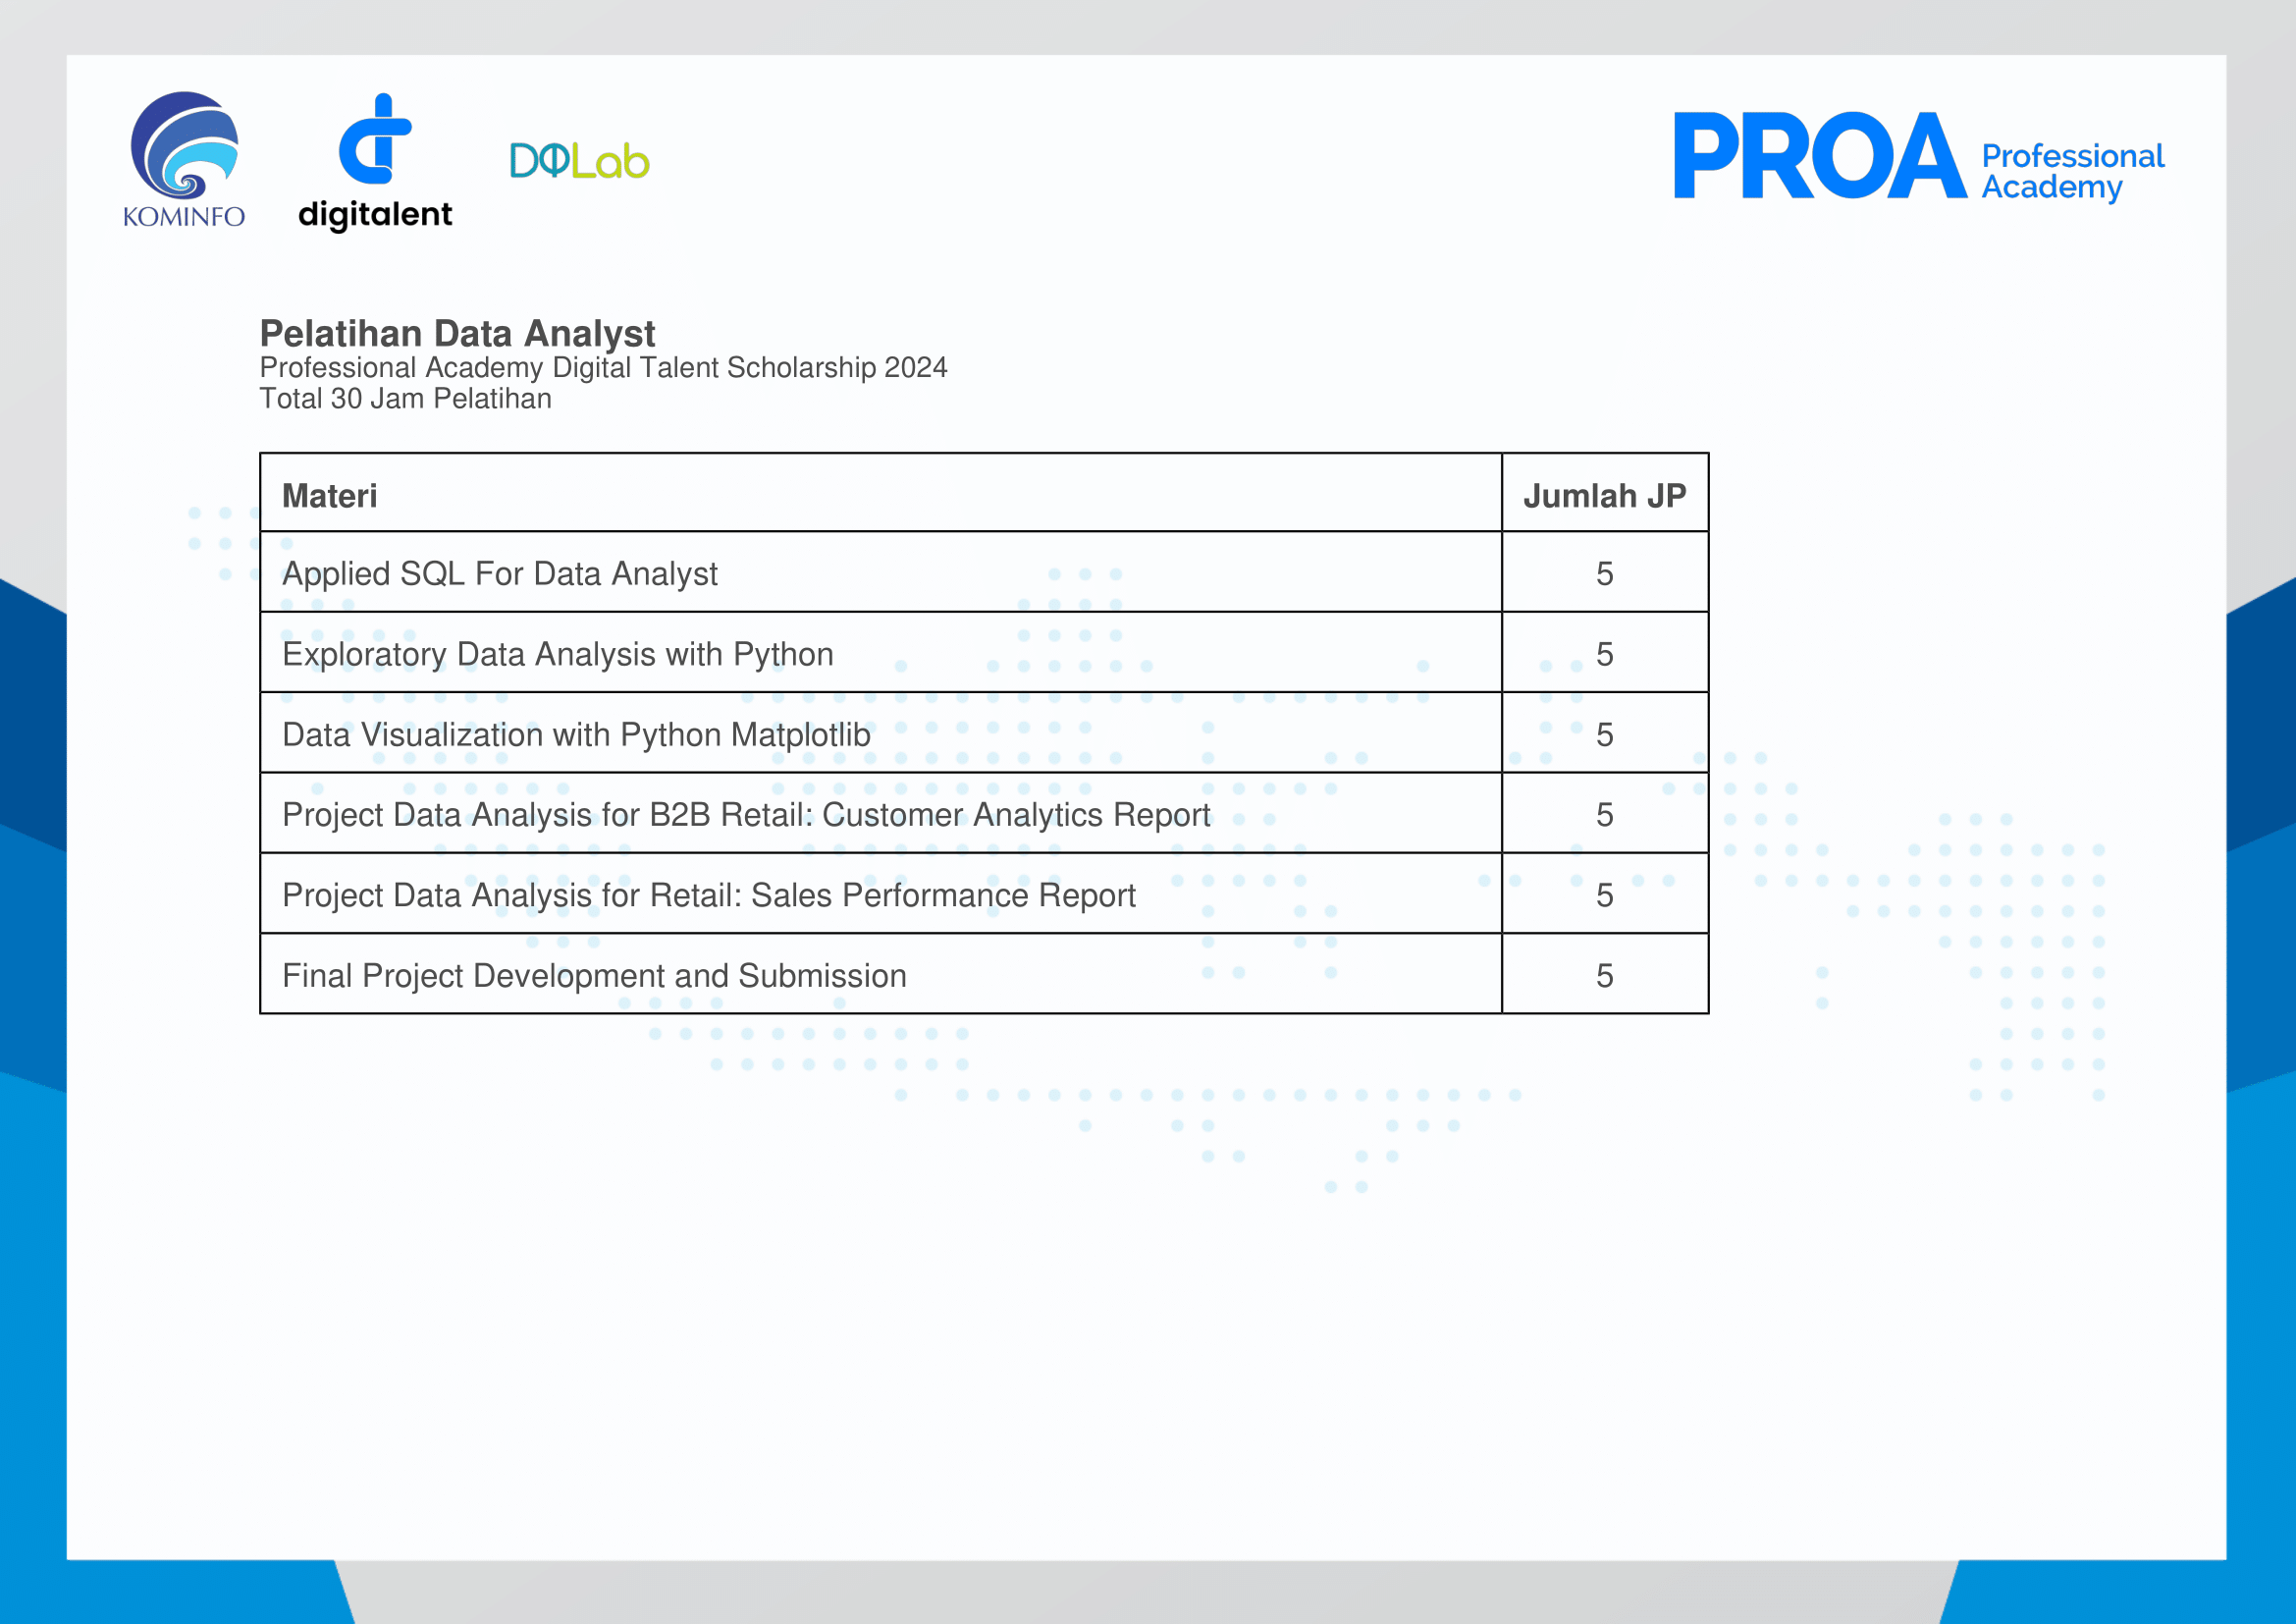 KOMINFO
digitalent
DQLab
PROA Professional Academy
Pelatihan Data Analyst
Professional Academy Digital Talent Scholarship 2024
Total 30 Jam Pelatihan
Materi Jumlah JP
Applied SQL For Data Analyst 5
Exploratory Data Analysis with Python 5
Data Visualization with Python Matplotlib 5
Project Data Analysis for B2B Retail: Customer Analytics Report 5
Project Data Analysis for Retail: Sales Performance Report 5
Final Project Development and Submission 5